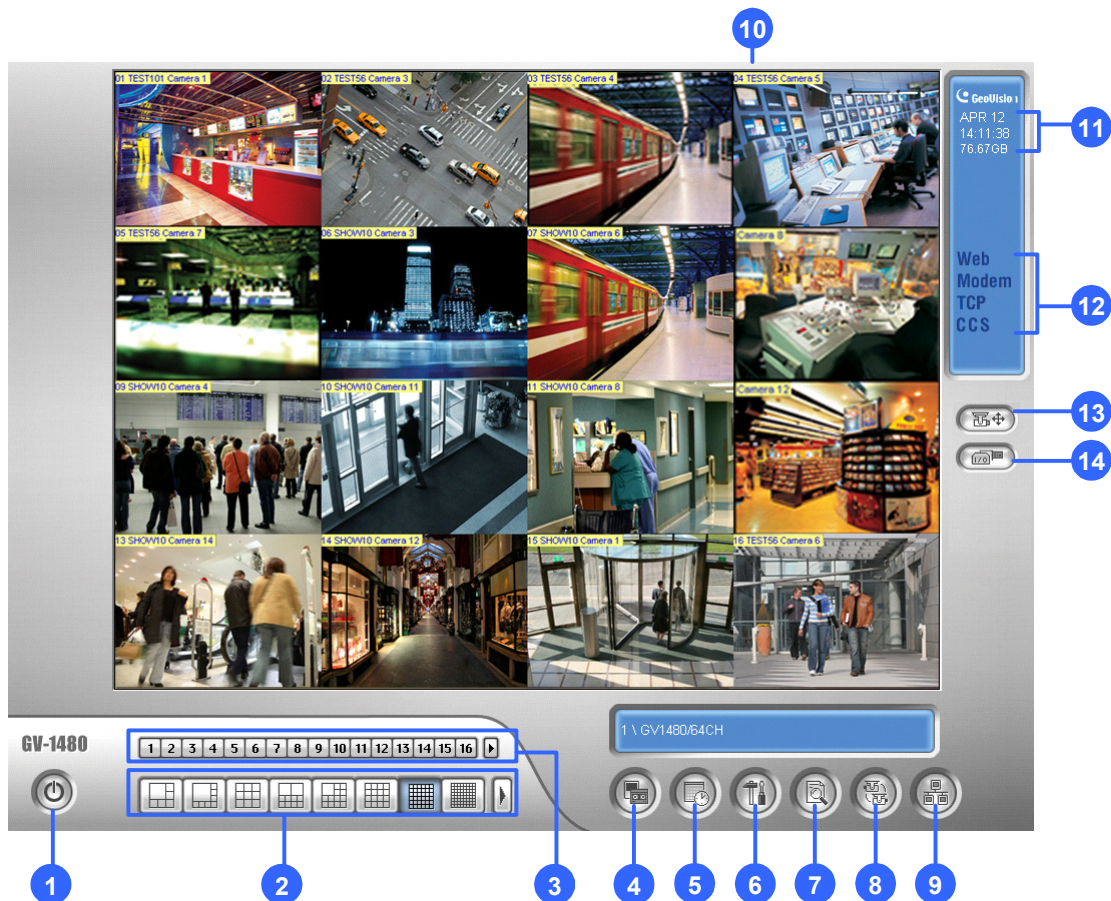 10
01 TEST101 Camera 1
02 TEST56 Camera 3
03 TEST56 Camera 4
04 TEST56 Camera 5
GeoVision
APR 12
14:11:38
76.67GB
11
05 TEST56 Camera 7
06 SHOW10 Camera 3
07 SHOW10 Camera 6
Camera 8
Web
Modem
TCP
CCS
12
09 SHOW10 Camera 4
10 SHOW10 Camera 11
11 SHOW10 Camera 8
Camera 12
13
I/O
14
13 SHOW10 Camera 14
14 SHOW10 Camera 12
15 SHOW10 Camera 1
16 TEST56 Camera 6
GV-1480
1 2 3 4 5 6 7 8 9 10 11 12 13 14 15 16
1 \ GV1480/64CH
1 2 3 4 5 6 7 8 9